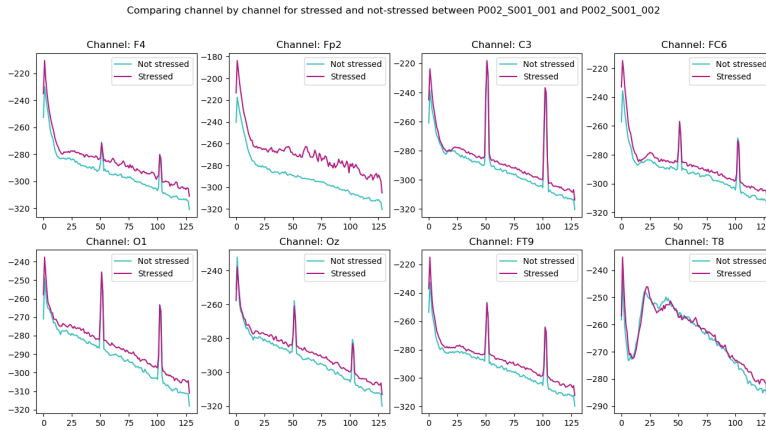 Comparing channel by channel for stressed and not-stressed between P002_S001_001 and P002_S001_002
Channel: F4 Channel: Fp2 Channel: C3 Channel: FC6
Not stressed Not stressed Not stressed Not stressed
Stressed Stressed Stressed Stressed
−220 −240 −260 −280 −300 −320
−180 −200 −220 −240 −260 −280 −300 −320
−220 −240 −260 −280 −300 −320
−220 −240 −260 −280 −300 −320
0 25 50 75 100 125 0 25 50 75 100 125 0 25 50 75 100 125 0 25 50 75 100 125
Channel: O1 Channel: Oz Channel: FT9 Channel: T8
Not stressed Not stressed Not stressed Not stressed
Stressed Stressed Stressed Stressed
−240 −250 −260 −270 −280 −290 −300 −310 −320
−240 −260 −280 −300 −320
−220 −240 −260 −280 −300 −320
−240 −250 −260 −270 −280 −290
0 25 50 75 100 125 0 25 50 75 100 125 0 25 50 75 100 125 0 25 50 75 100 125